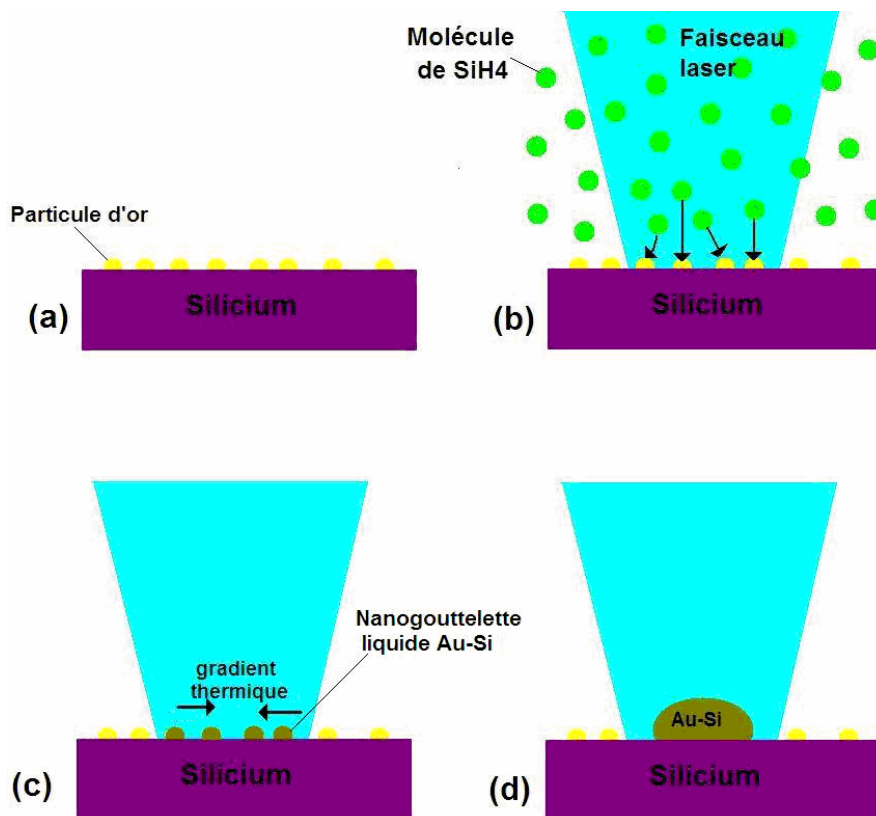 Particule d'or
Silicium
(a)
Molécule
de SiH4
Faisceau
laser
Silicium
(b)
gradient
thermique
Nanogouttelette
liquide Au-Si
Silicium
(c)
Au-Si
Silicium
(d)